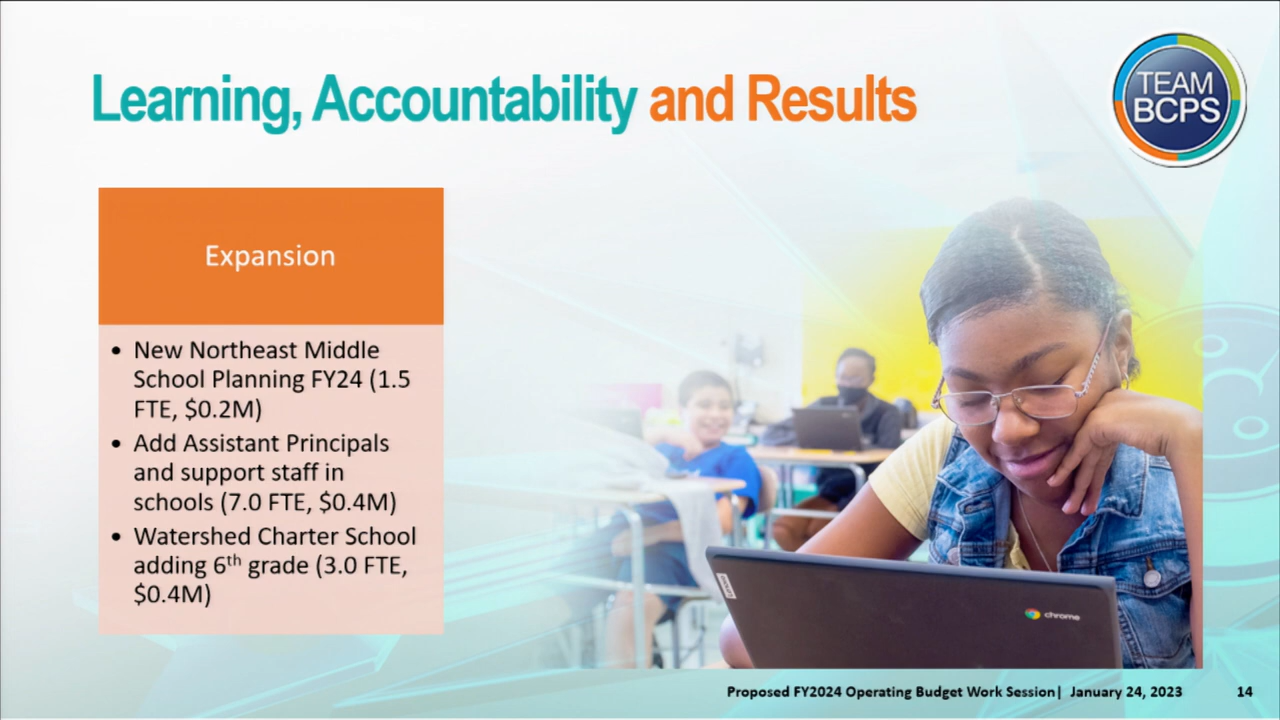 Learning, Accountability and Results
TEAM
BCPS
Expansion
• New Northeast Middle
School Planning FY24 (1.5
FTE, $0.2M)
• Add Assistant Principals
and support staff in
schools (7.0 FTE, $0.4M)
• Watershed Charter School
adding 6th grade (3.0 FTE,
$0.4M)
Lenovo
chrome
Proposed FY2024 Operating Budget Work Session| January 24, 2023 14